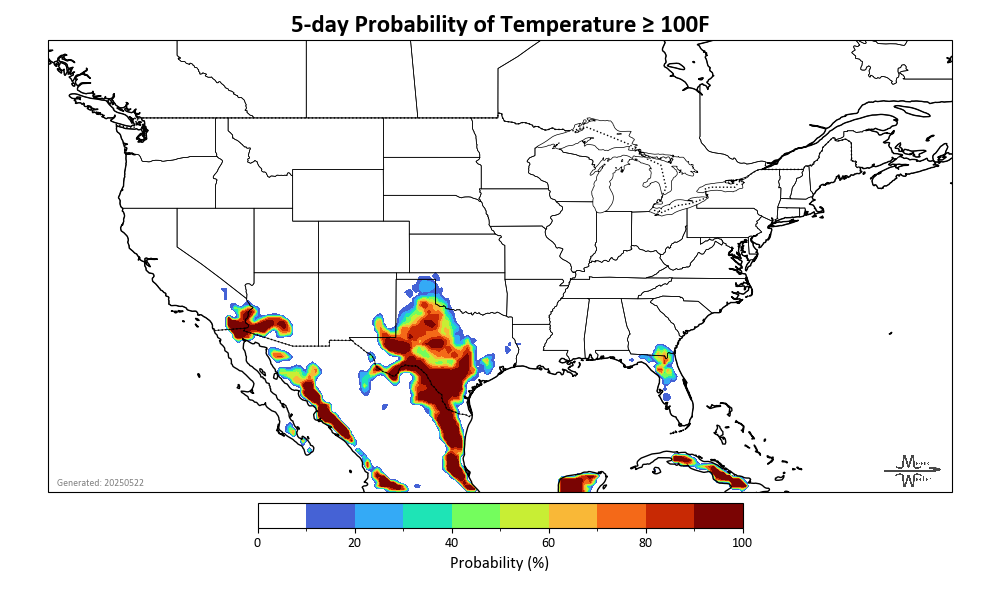 5-day Probability of Temperature ≥ 100F
Generated: 20250522
0 20 40 60 80 100
Probability (%)